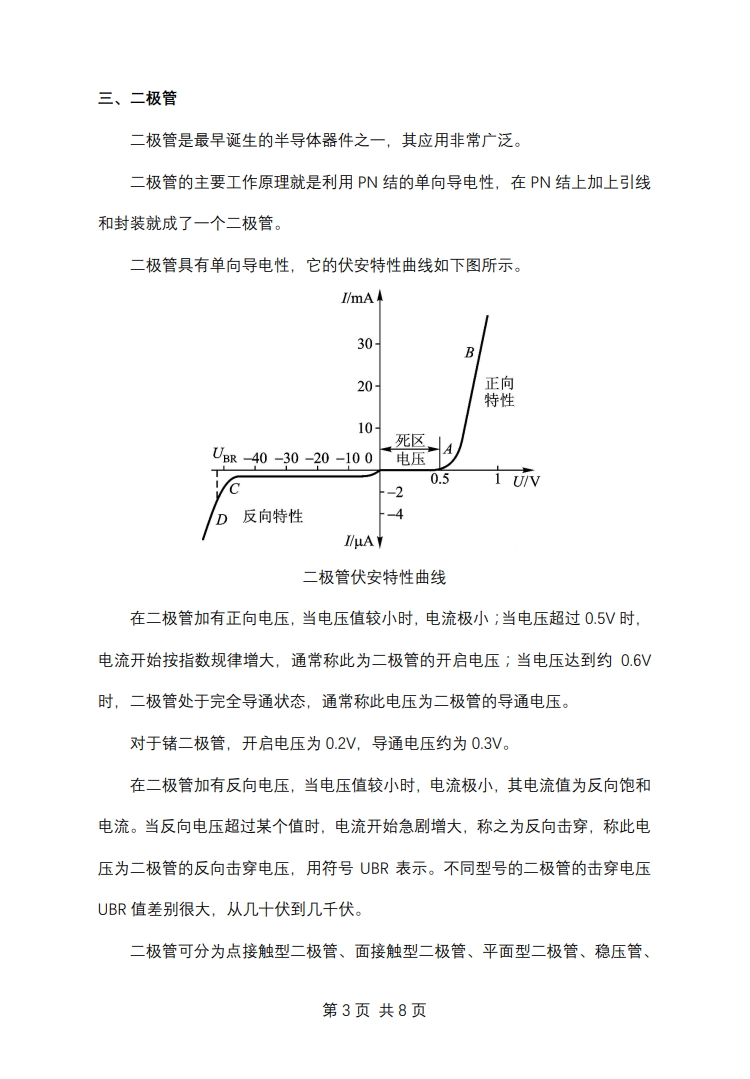 三、二极管
二极管是最早诞生的半导体器件之一，其应用非常广泛。
二极管的主要工作原理就是利用 PN 结的单向导电性，在 PN 结上加上引线
和封装就成了一个二极管。
二极管具有单向导电性，它的伏安特性曲线如下图所示。
I/mA
30
B
20
正向
特性
10
死区
A
UBR −40 −30 −20 −10 0
电压
0.5
1 U/V
C
−2
D 反向特性
−4
I/μA
二极管伏安特性曲线
在二极管加有正向电压，当电压值较小时，电流极小；当电压超过 0.5V 时，
电流开始按指数规律增大，通常称此为二极管的开启电压；当电压达到约 0.6V
时，二极管处于完全导通状态，通常称此电压为二极管的导通电压。
对于锗二极管，开启电压为 0.2V，导通电压约为 0.3V。
在二极管加有反向电压，当电压值较小时，电流极小，其电流值为反向饱和
电流。当反向电压超过某个值时，电流开始急剧增大，称之为反向击穿，称此电
压为二极管的反向击穿电压，用符号 UBR 表示。不同型号的二极管的击穿电压
UBR 值差别很大，从几十伏到几千伏。
二极管可分为点接触型二极管、面接触型二极管、平面型二极管、稳压管、
第 3 页 共 8 页